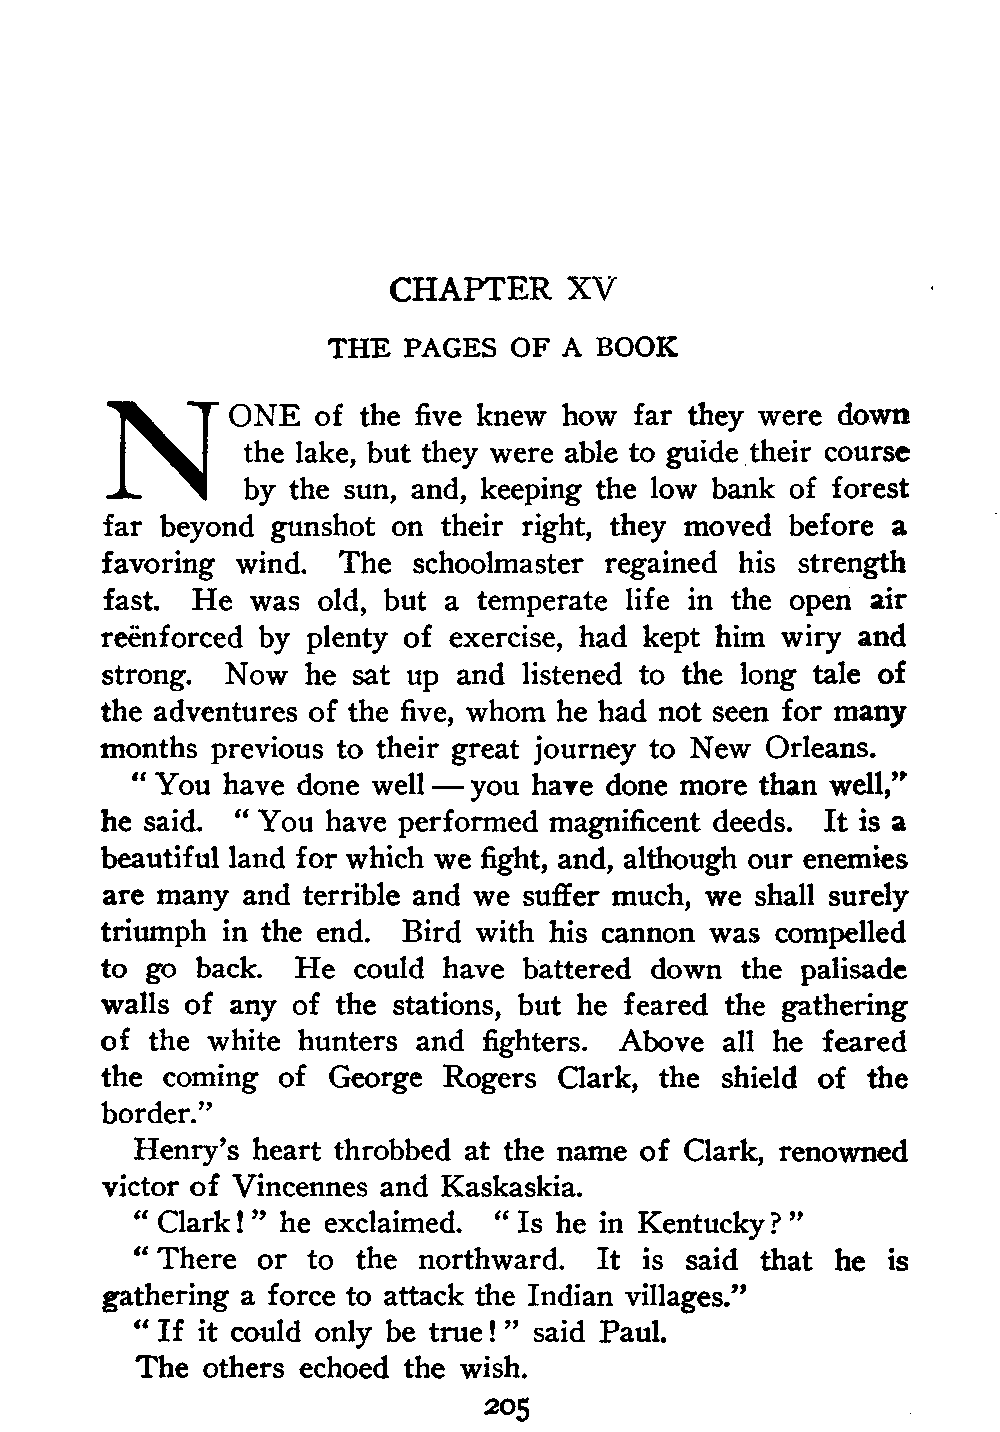 CHAPTER XV
THE PAGES OF A BOOK
NONE of the five knew how far they were down
the lake, but they were able to guide their course
by the sun, and, keeping the low bank of forest
far beyond gunshot on their right, they moved before a
favoring wind. The schoolmaster regained his strength
fast. He was old, but a temperate life in the open air
reënforced by plenty of exercise, had kept him wiry and
strong. Now he sat up and listened to the long tale of
the adventures of the five, whom he had not seen for many
months previous to their great journey to New Orleans.
"You have done well — you have done more than well,"
he said. "You have performed magnificent deeds. It is a
beautiful land for which we fight, and, although our enemies
are many and terrible and we suffer much, we shall surely
triumph in the end. Bird with his cannon was compelled
to go back. He could have battered down the palisade
walls of any of the stations, but he feared the gathering
of the white hunters and fighters. Above all he feared
the coming of George Rogers Clark, the shield of the
border."
Henry's heart throbbed at the name of Clark, renowned
victor of Vincennes and Kaskaskia.
"Clark!" he exclaimed. "Is he in Kentucky?"
"There or to the northward. It is said that he is
gathering a force to attack the Indian villages."
"If it could only be true!" said Paul.
The others echoed the wish.
205